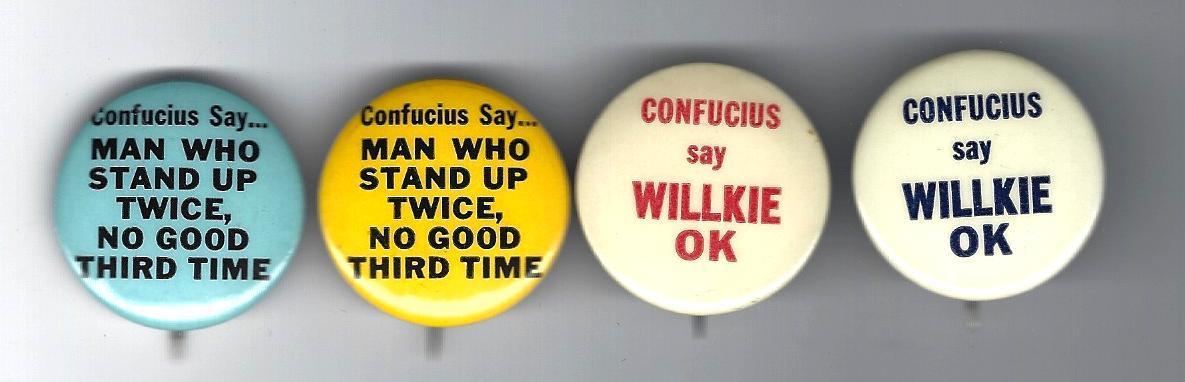 Confucius Say...
MAN WHO
STAND UP
TWICE,
NO GOOD
THIRD TIME
Confucius Say...
MAN WHO
STAND UP
TWICE,
NO GOOD
THIRD TIME
CONFUCIUS
say
WILLKIE
OK
CONFUCIUS
say
WILLKIE
OK